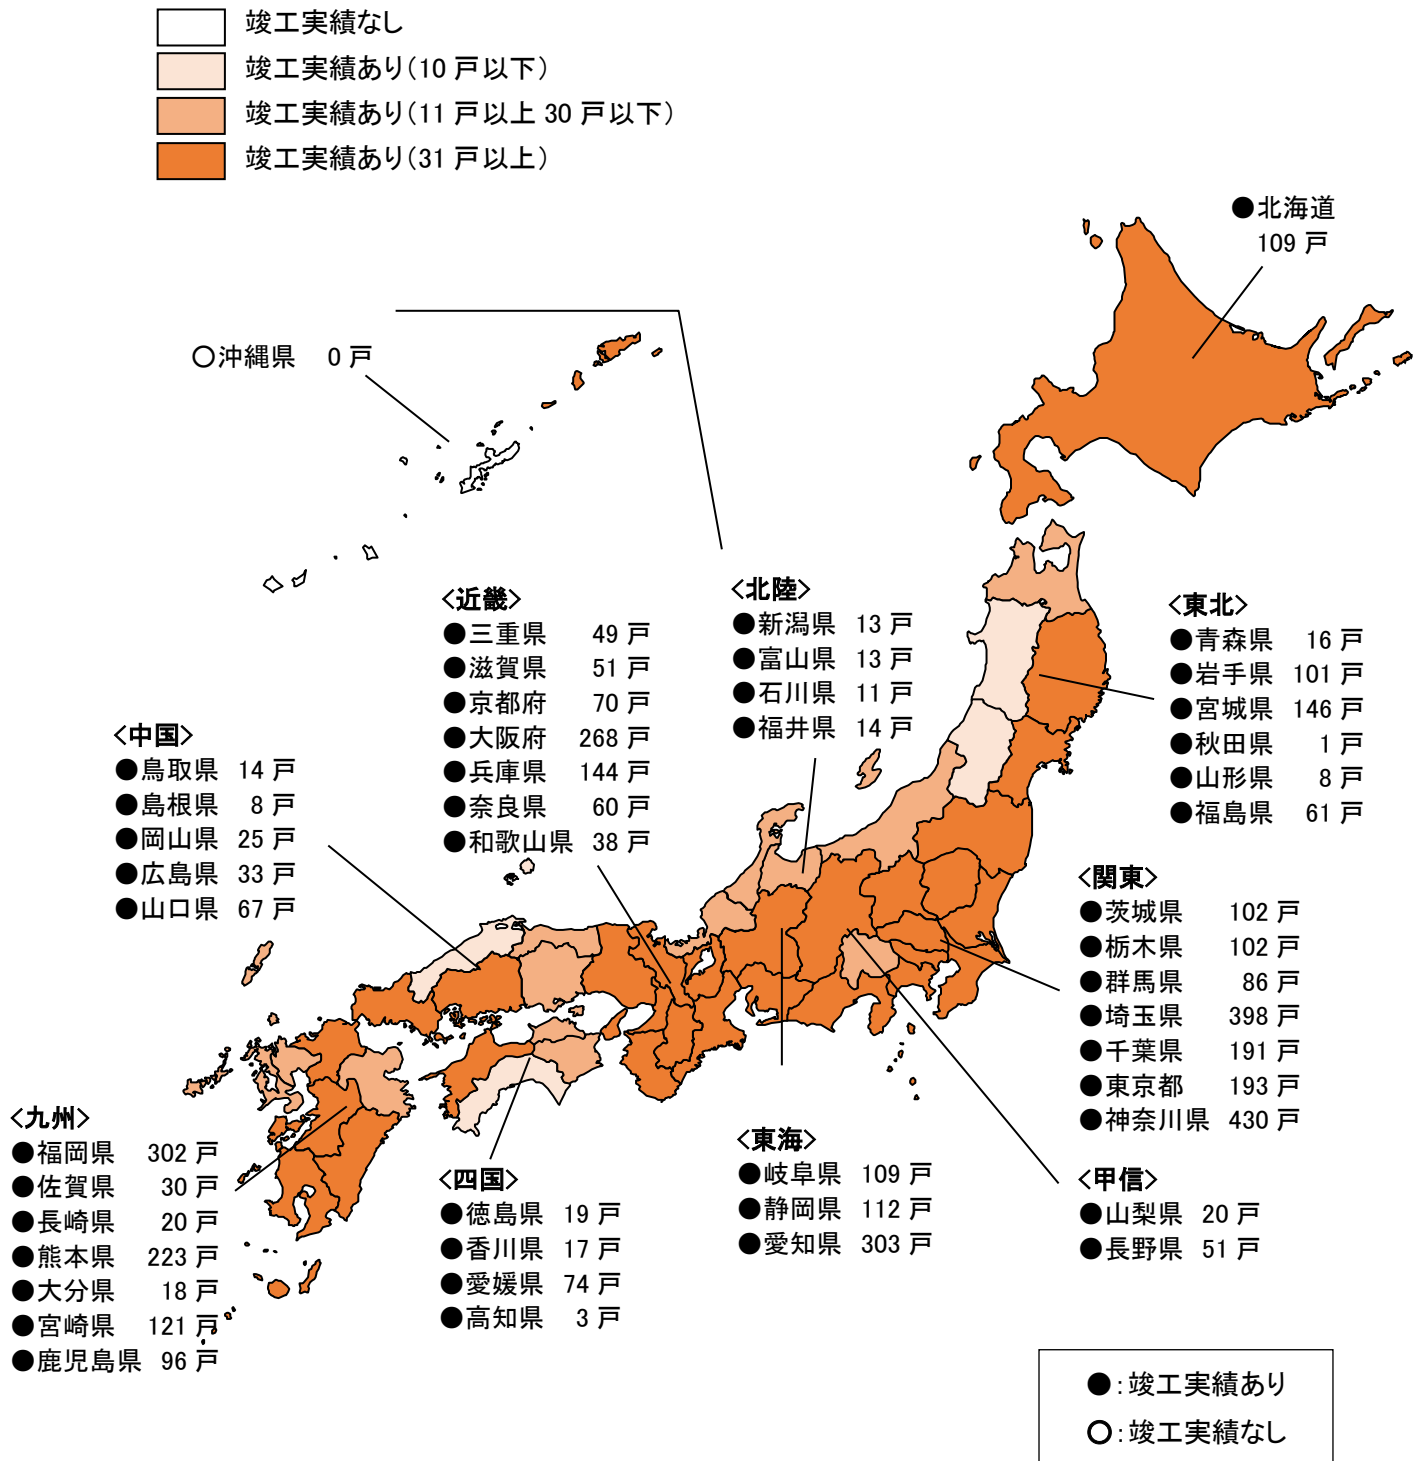 竣工実績なし
竣工実績あり(10 戸以下)
竣工実績あり(11 戸以上 30 戸以下)
竣工実績あり(31 戸以上)
●北海道
109 戸
○沖縄県 0 戸
<近畿>
●三重県 49 戸
●滋賀県 51 戸
●京都府 70 戸
●大阪府 268 戸
●兵庫県 144 戸
●奈良県 60 戸
●和歌山県 38 戸
<北陸>
●新潟県 13 戸
●富山県 13 戸
●石川県 11 戸
●福井県 14 戸
<東北>
●青森県 16 戸
●岩手県 101 戸
●宮城県 146 戸
●秋田県 1 戸
●山形県 8 戸
●福島県 61 戸
<中国>
●鳥取県 14 戸
●島根県 8 戸
●岡山県 25 戸
●広島県 33 戸
●山口県 67 戸
<関東>
●茨城県 102 戸
●栃木県 102 戸
●群馬県 86 戸
●埼玉県 398 戸
●千葉県 191 戸
●東京都 193 戸
●神奈川県 430 戸
<九州>
●福岡県 302 戸
●佐賀県 30 戸
●長崎県 20 戸
●熊本県 223 戸
●大分県 18 戸
●宮崎県 121 戸
●鹿児島県 96 戸
<四国>
●徳島県 19 戸
●香川県 17 戸
●愛媛県 74 戸
●高知県 3 戸
<東海>
●岐阜県 109 戸
●静岡県 112 戸
●愛知県 303 戸
<甲信>
●山梨県 20 戸
●長野県 51 戸
●:竣工実績あり
○:竣工実績なし